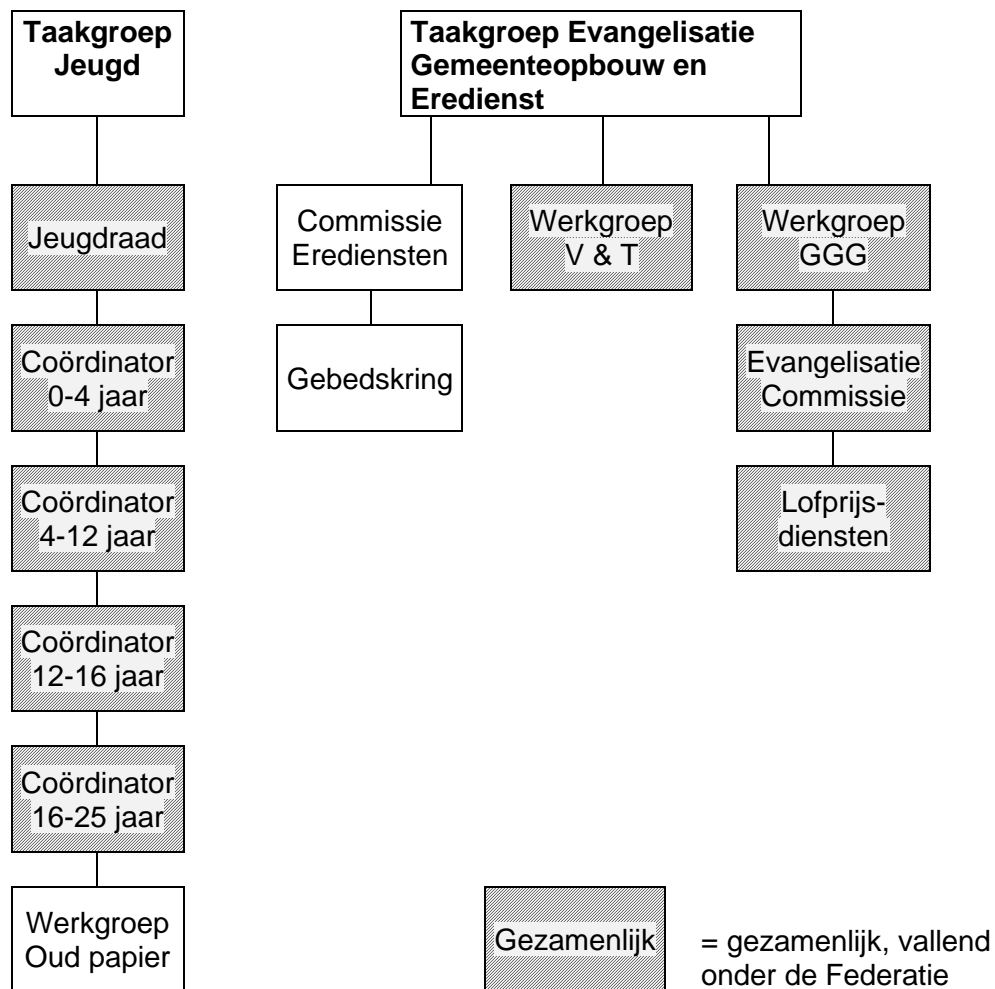 Taakgroep
Jeugd
Taakgroep Evangelisatie
Gemeenteopbouw en
Eredienst
Jeugdraad
Commissie
Erediensten
Werkgroep
V & T
Werkgroep
GGG
Coördinator
0-4 jaar
Gebedskring
Evangelisatie
Commissie
Coördinator
4-12 jaar
Lofprijs-
diensten
Coördinator
12-16 jaar
Coördinator
16-25 jaar
Werkgroep
Oud papier
Gezamenlijk
= gezamenlijk, vallend
onder de Federatie